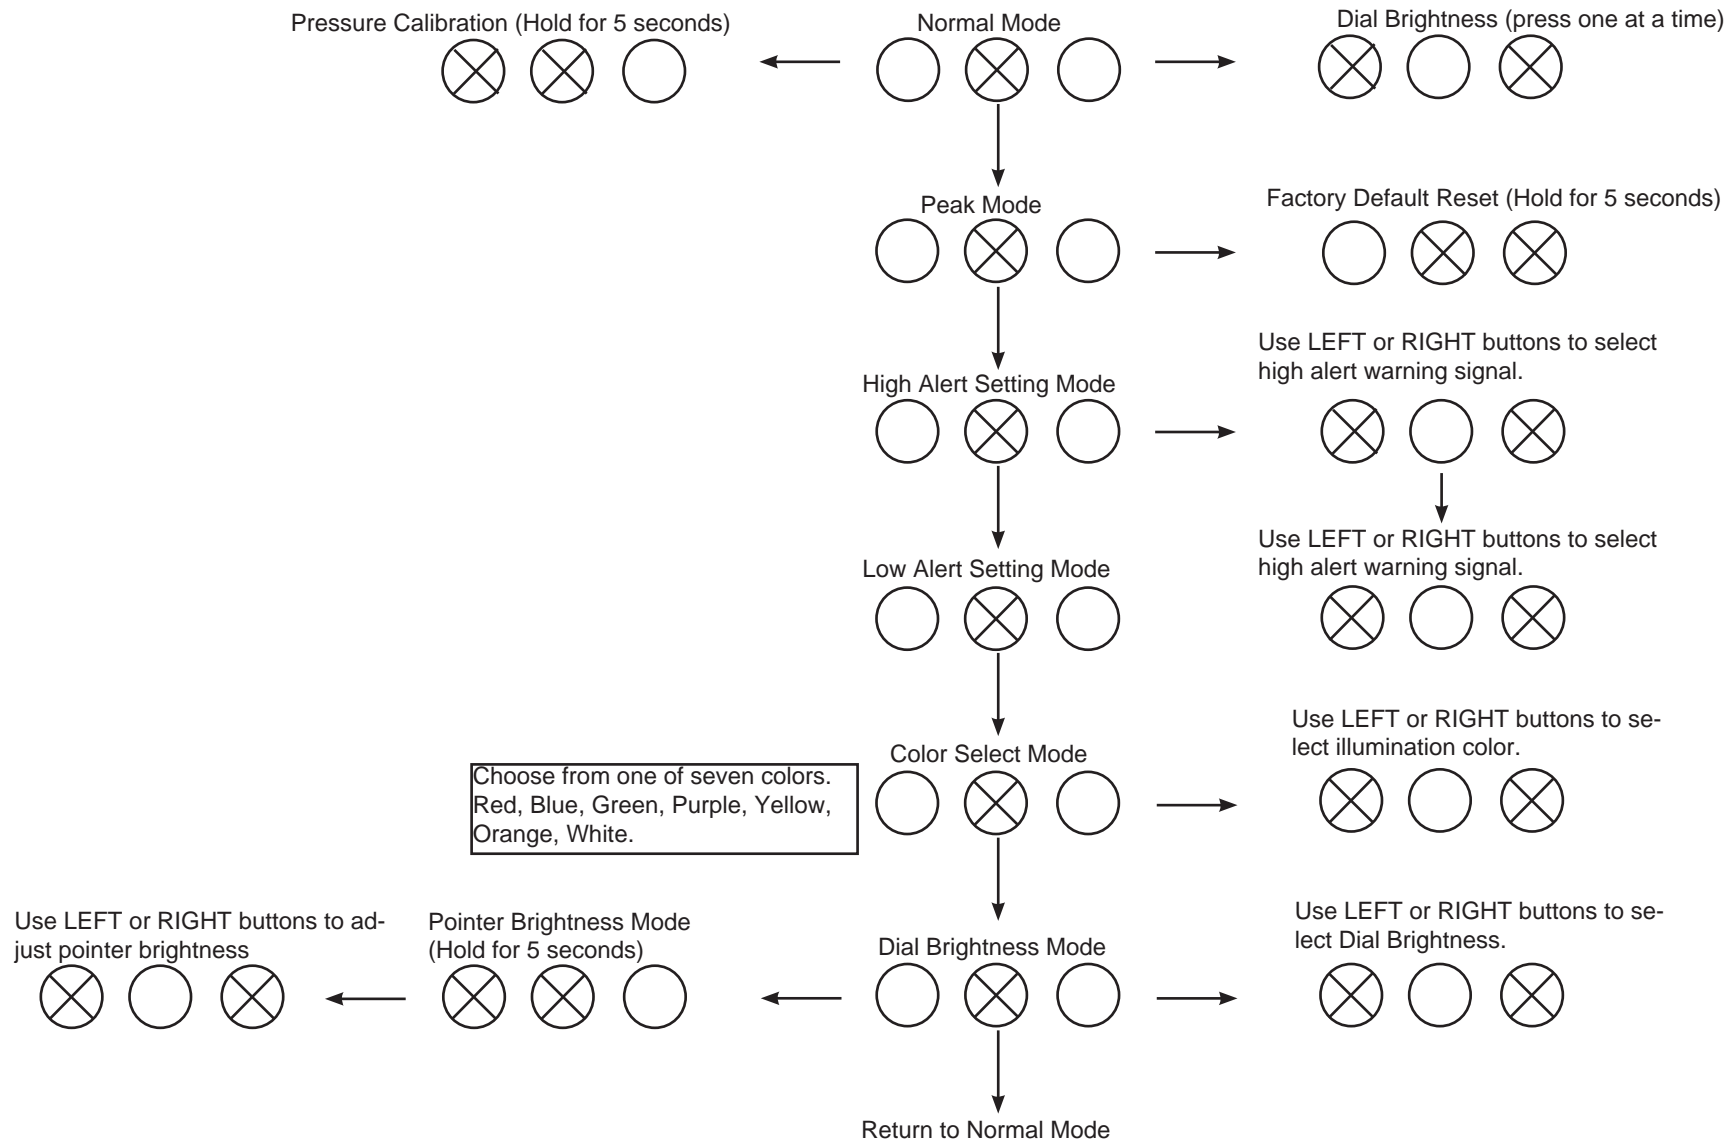 Pressure Calibration (Hold for 5 seconds)
Normal Mode
Dial Brightness (press one at a time)
Peak Mode
Factory Default Reset (Hold for 5 seconds)
Use LEFT or RIGHT buttons to select
high alert warning signal.
High Alert Setting Mode
Use LEFT or RIGHT buttons to select
high alert warning signal.
Low Alert Setting Mode
Use LEFT or RIGHT buttons to se-
lect illumination color.
Color Select Mode
Choose from one of seven colors.
Red, Blue, Green, Purple, Yellow,
Orange, White.
Use LEFT or RIGHT buttons to ad-
just pointer brightness
Pointer Brightness Mode
(Hold for 5 seconds)
Dial Brightness Mode
Use LEFT or RIGHT buttons to se-
lect Dial Brightness.
Return to Normal Mode